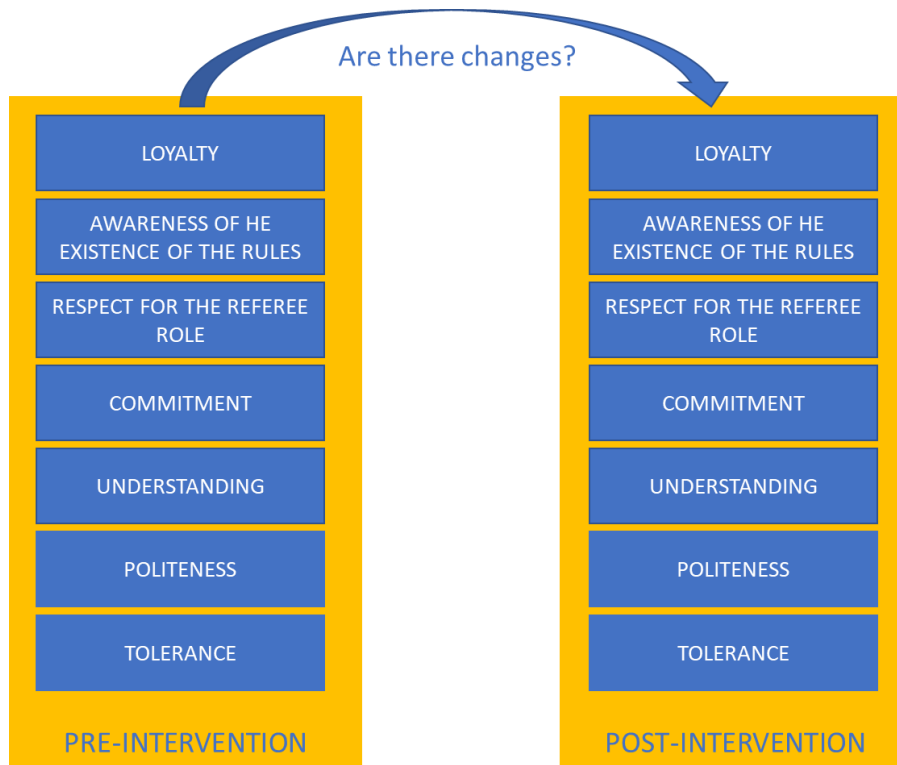 Are there changes?
LOYALTY
AWARENESS OF HE
EXISTENCE OF THE RULES
RESPECT FOR THE REFEREE
ROLE
COMMITMENT
UNDERSTANDING
POLITENESS
TOLERANCE
PRE-INTERVENTION
LOYALTY
AWARENESS OF HE
EXISTENCE OF THE RULES
RESPECT FOR THE REFEREE
ROLE
COMMITMENT
UNDERSTANDING
POLITENESS
TOLERANCE
POST-INTERVENTION